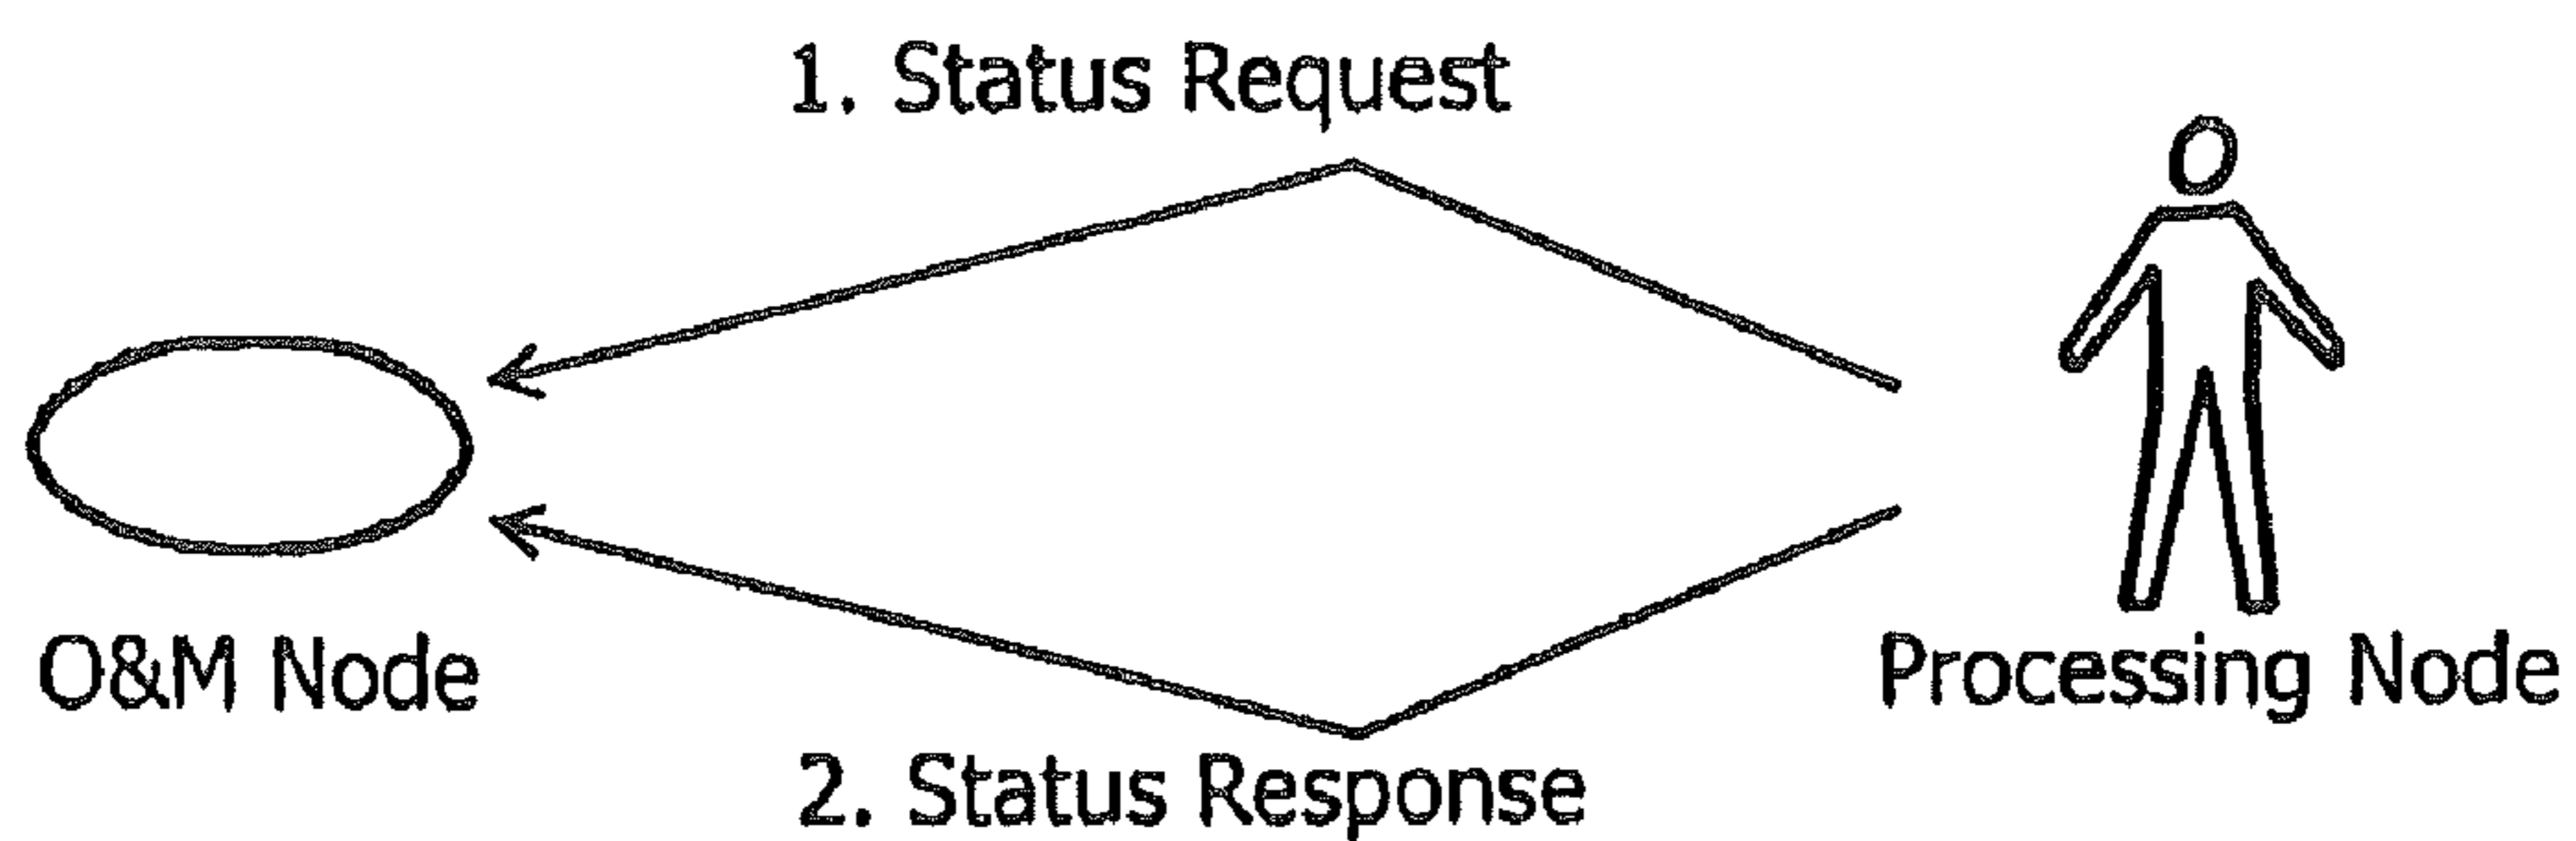 1. Status Request
O&M Node
Processing Node
2. Status Response